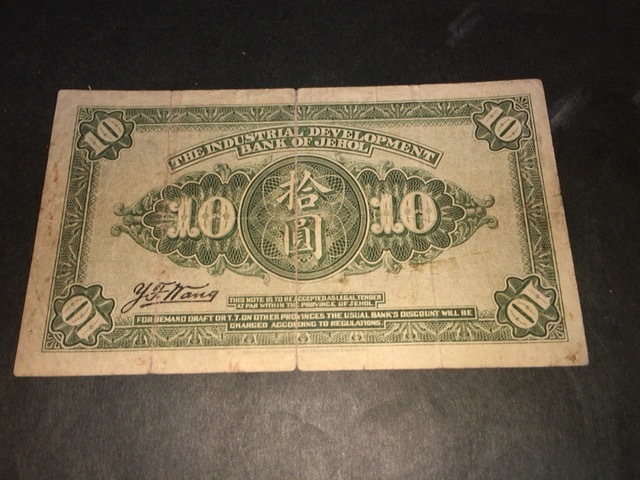 10 10
THE INDUSTRIAL DEVELOPMENT
BANK OF JEHOL
10 拾圓 10
Y. F. Wang
THIS NOTE IS TO BE ACCEPTED AS LEGAL TENDER
AT PAR WITHIN THE PROVINCE OF JEHOL
10 10
FOR DEMAND DRAFT OR T.T. ON OTHER PROVINCES THE USUAL BANK'S DISCOUNT WILL BE
CHARGED ACCORDING TO REGULATIONS.